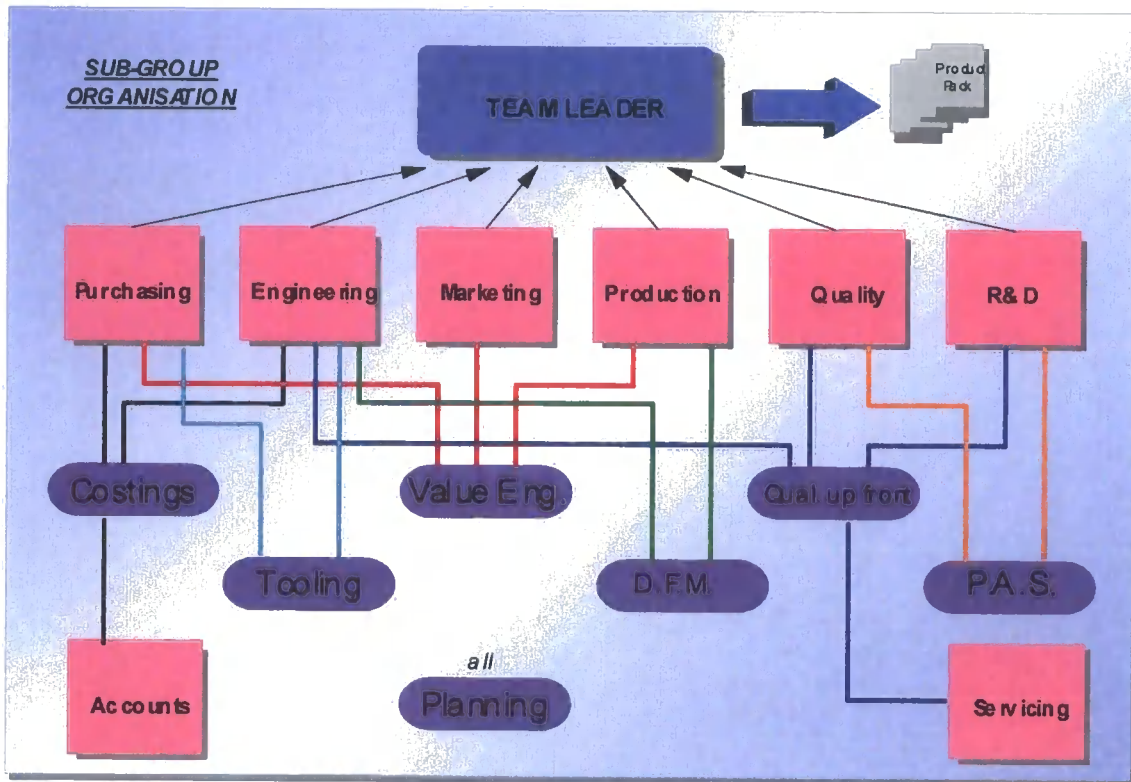 SUB-GROUP
ORGANISATION
TEAM LEADER
Product
Pack
Purchasing
Engineering
Marketing
Production
Quality
R&D
Costings
Value Eng.
Qual. up front
Tooling
D.F.M.
P.A.S.
all
Planning
Accounts
Servicing